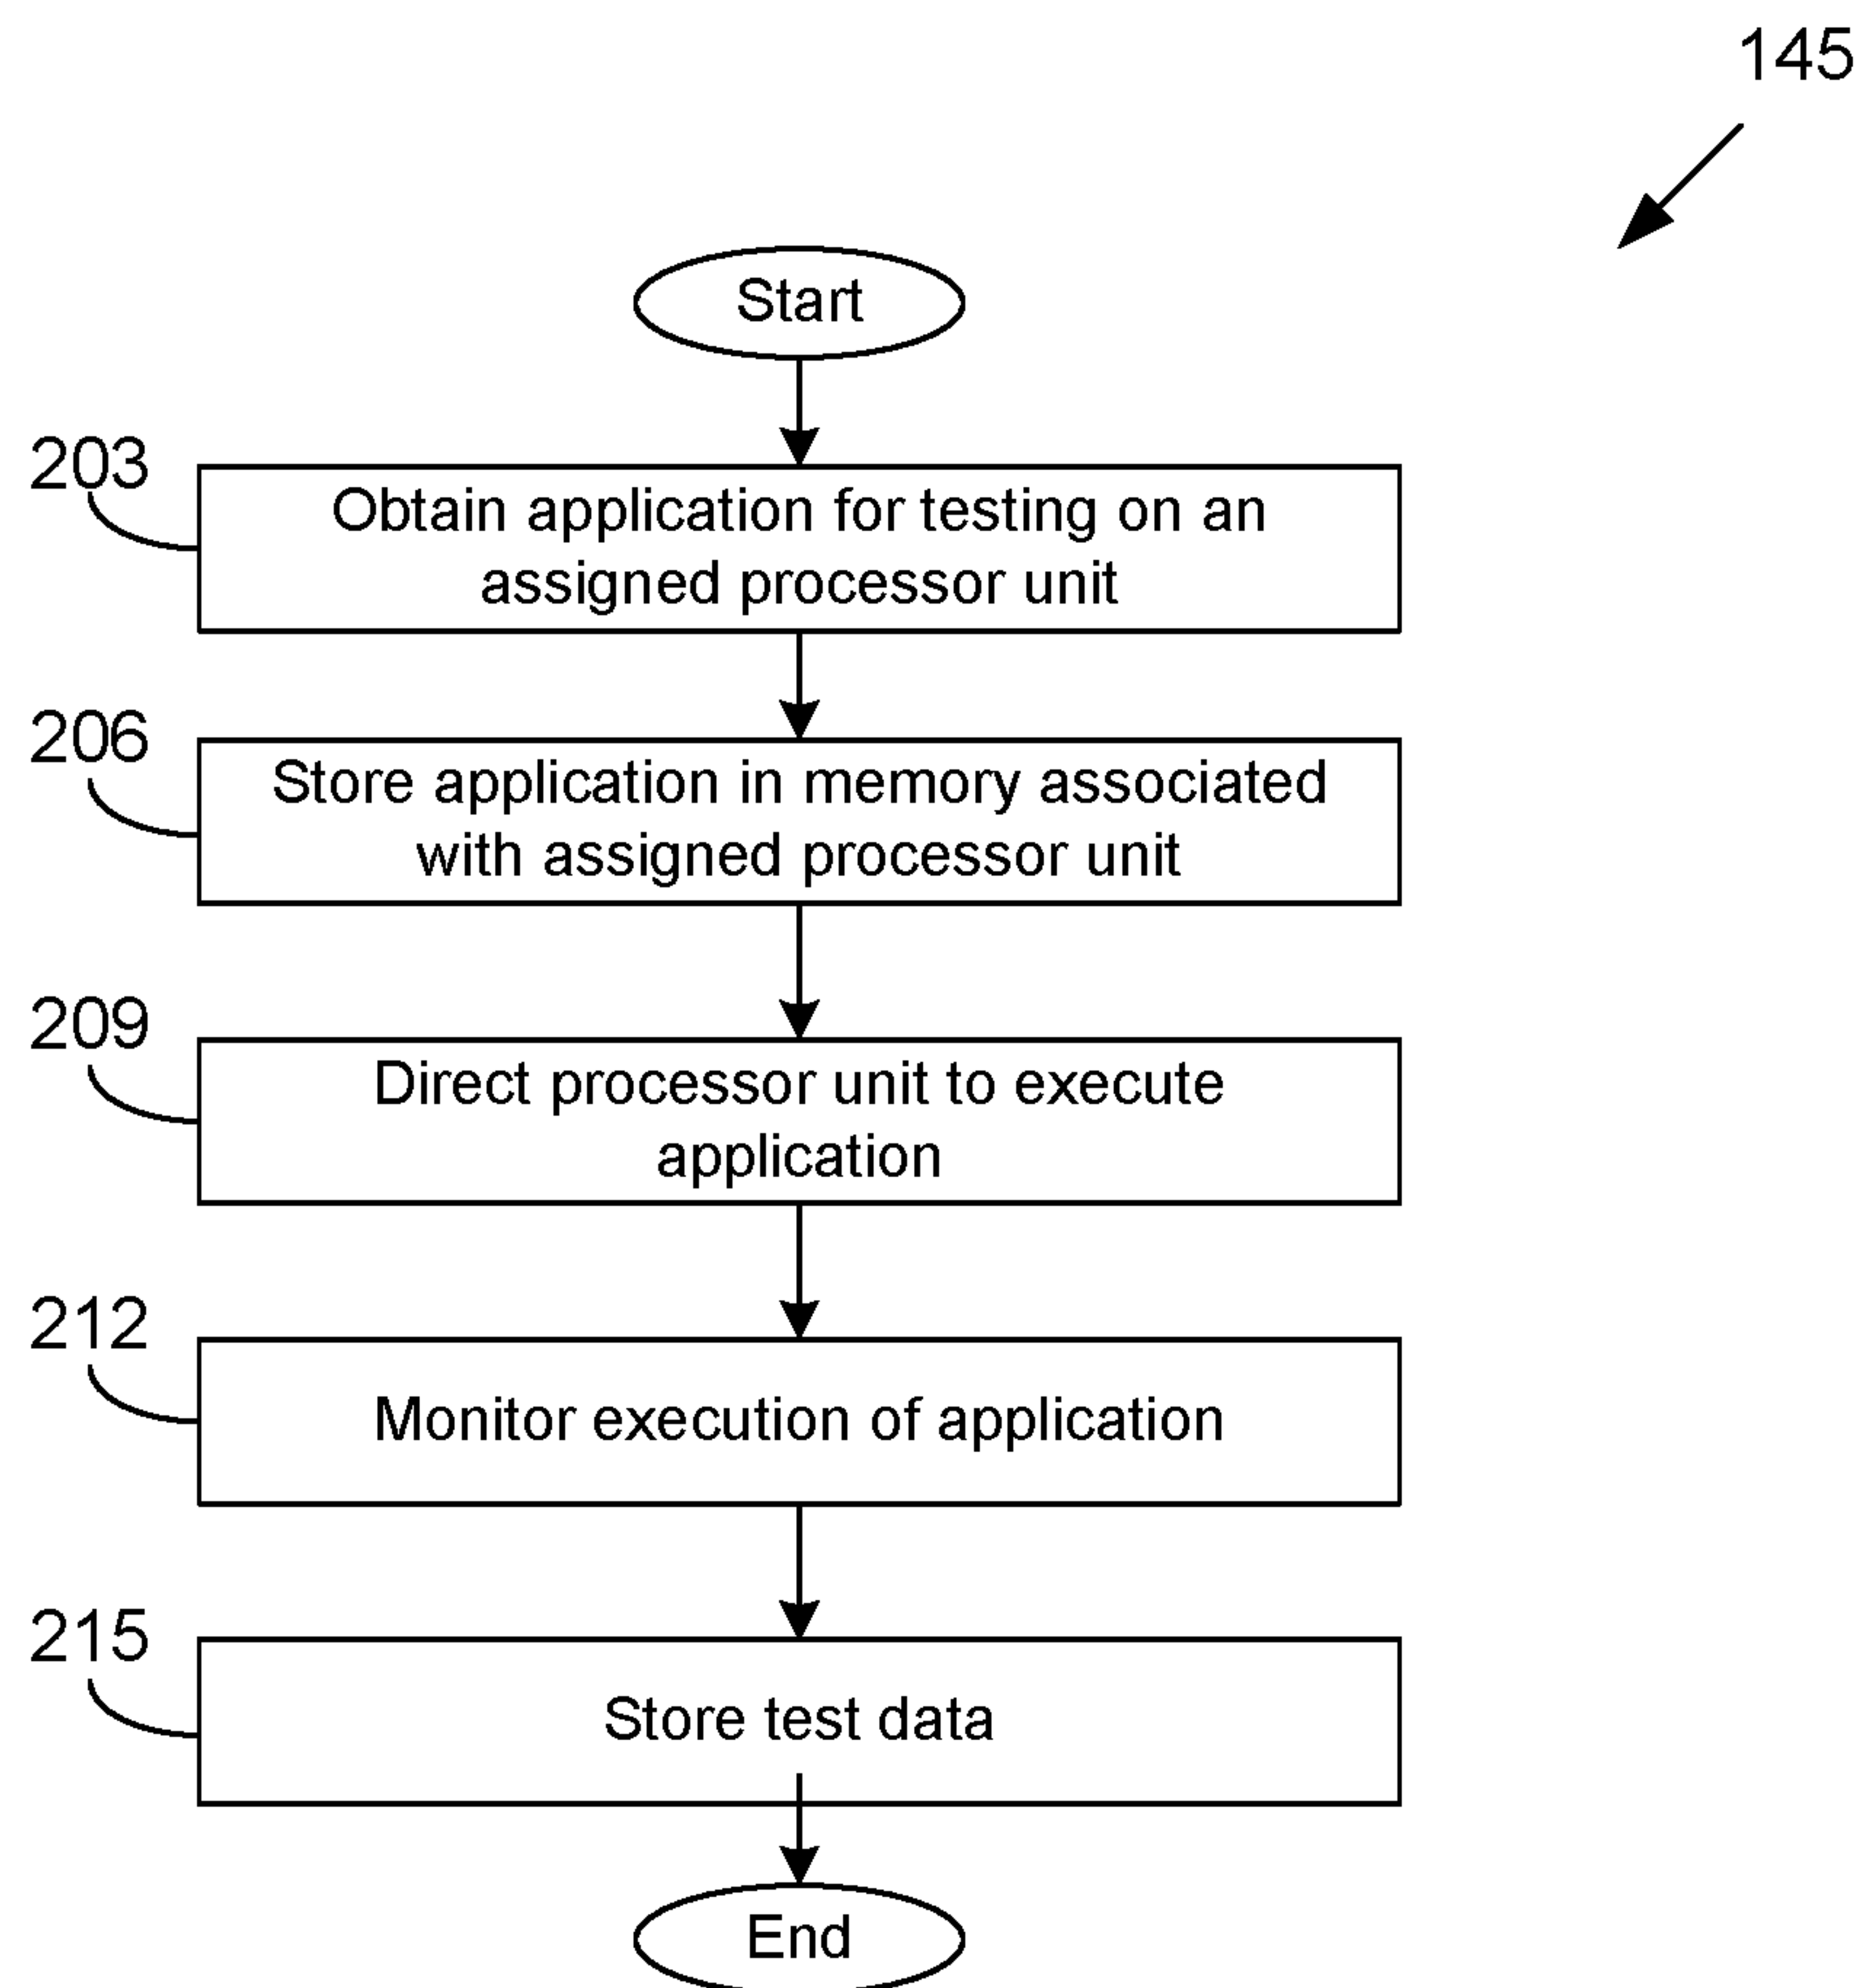 145
Start
203
Obtain application for testing on an
assigned processor unit
206
Store application in memory associated
with assigned processor unit
209
Direct processor unit to execute
application
212
Monitor execution of application
215
Store test data
End